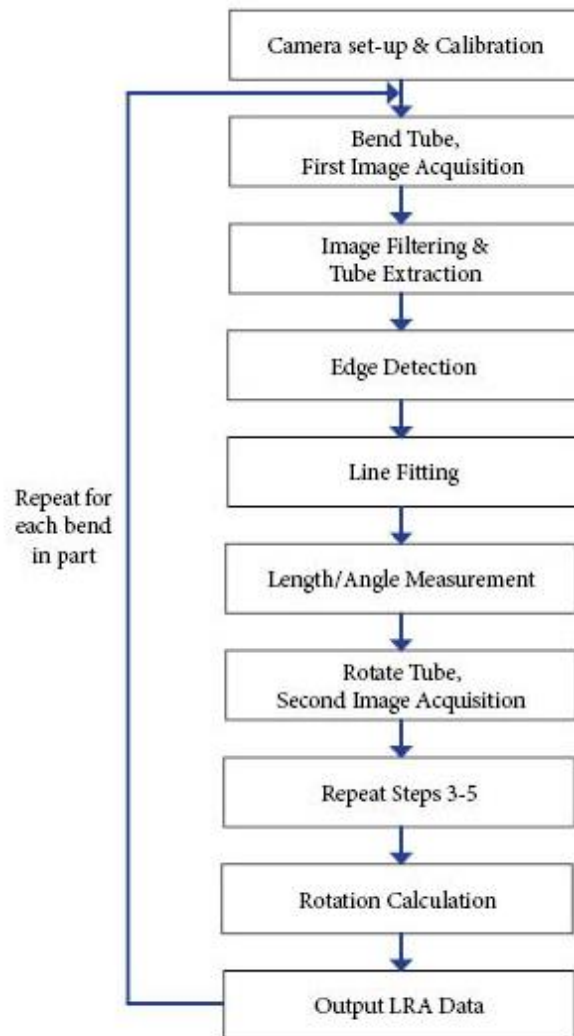 Camera set-up & Calibration
Bend Tube,
First Image Acquisition
Image Filtering &
Tube Extraction
Edge Detection
Line Fitting
Repeat for
each bend
in part
Length/Angle Measurement
Rotate Tube,
Second Image Acquisition
Repeat Steps 3-5
Rotation Calculation
Output LRA Data